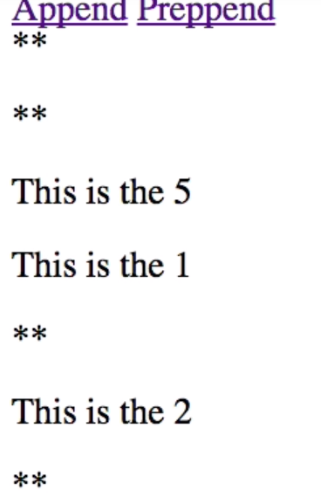 Append Preppend
**
**
This is the 5
This is the 1
**
This is the 2
**